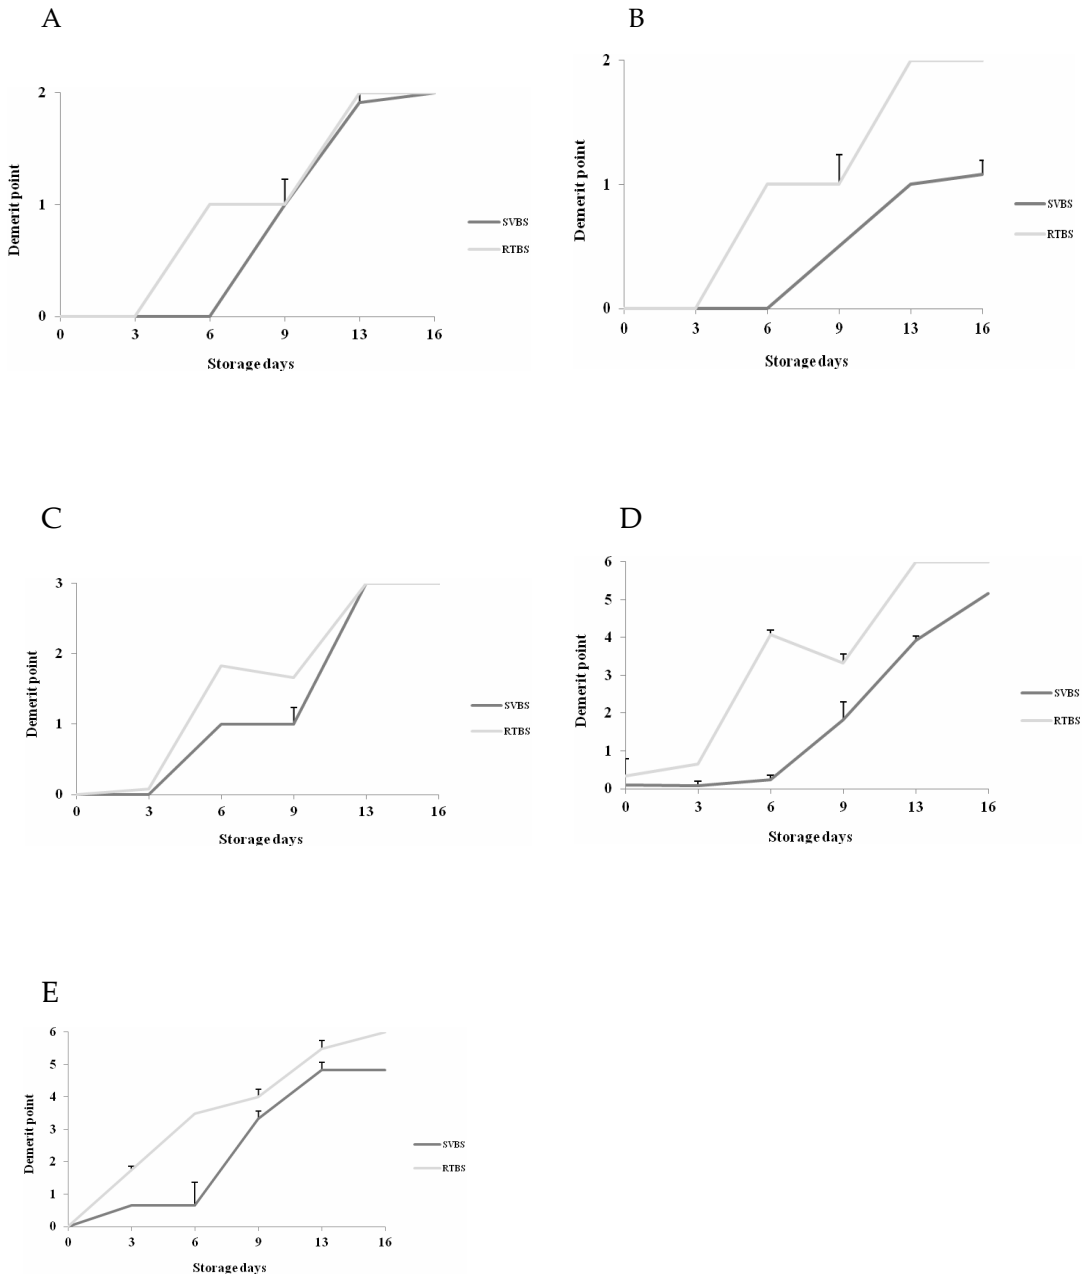 A
2
1
0
Demerit point
0 3 6 9 13 16
Storage days
SVBS
RTBS
B
2
1
0
Demerit point
0 3 6 9 13 16
Storage days
SVBS
RTBS
C
3
2
1
0
Demerit point
0 3 6 9 13 16
Storage days
SVBS
RTBS
D
6
5
4
3
2
1
0
Demerit point
0 3 6 9 13 16
Storage days
SVBS
RTBS
E
6
5
4
3
2
1
0
Demerit point
0 3 6 9 13 16
Storage days
SVBS
RTBS